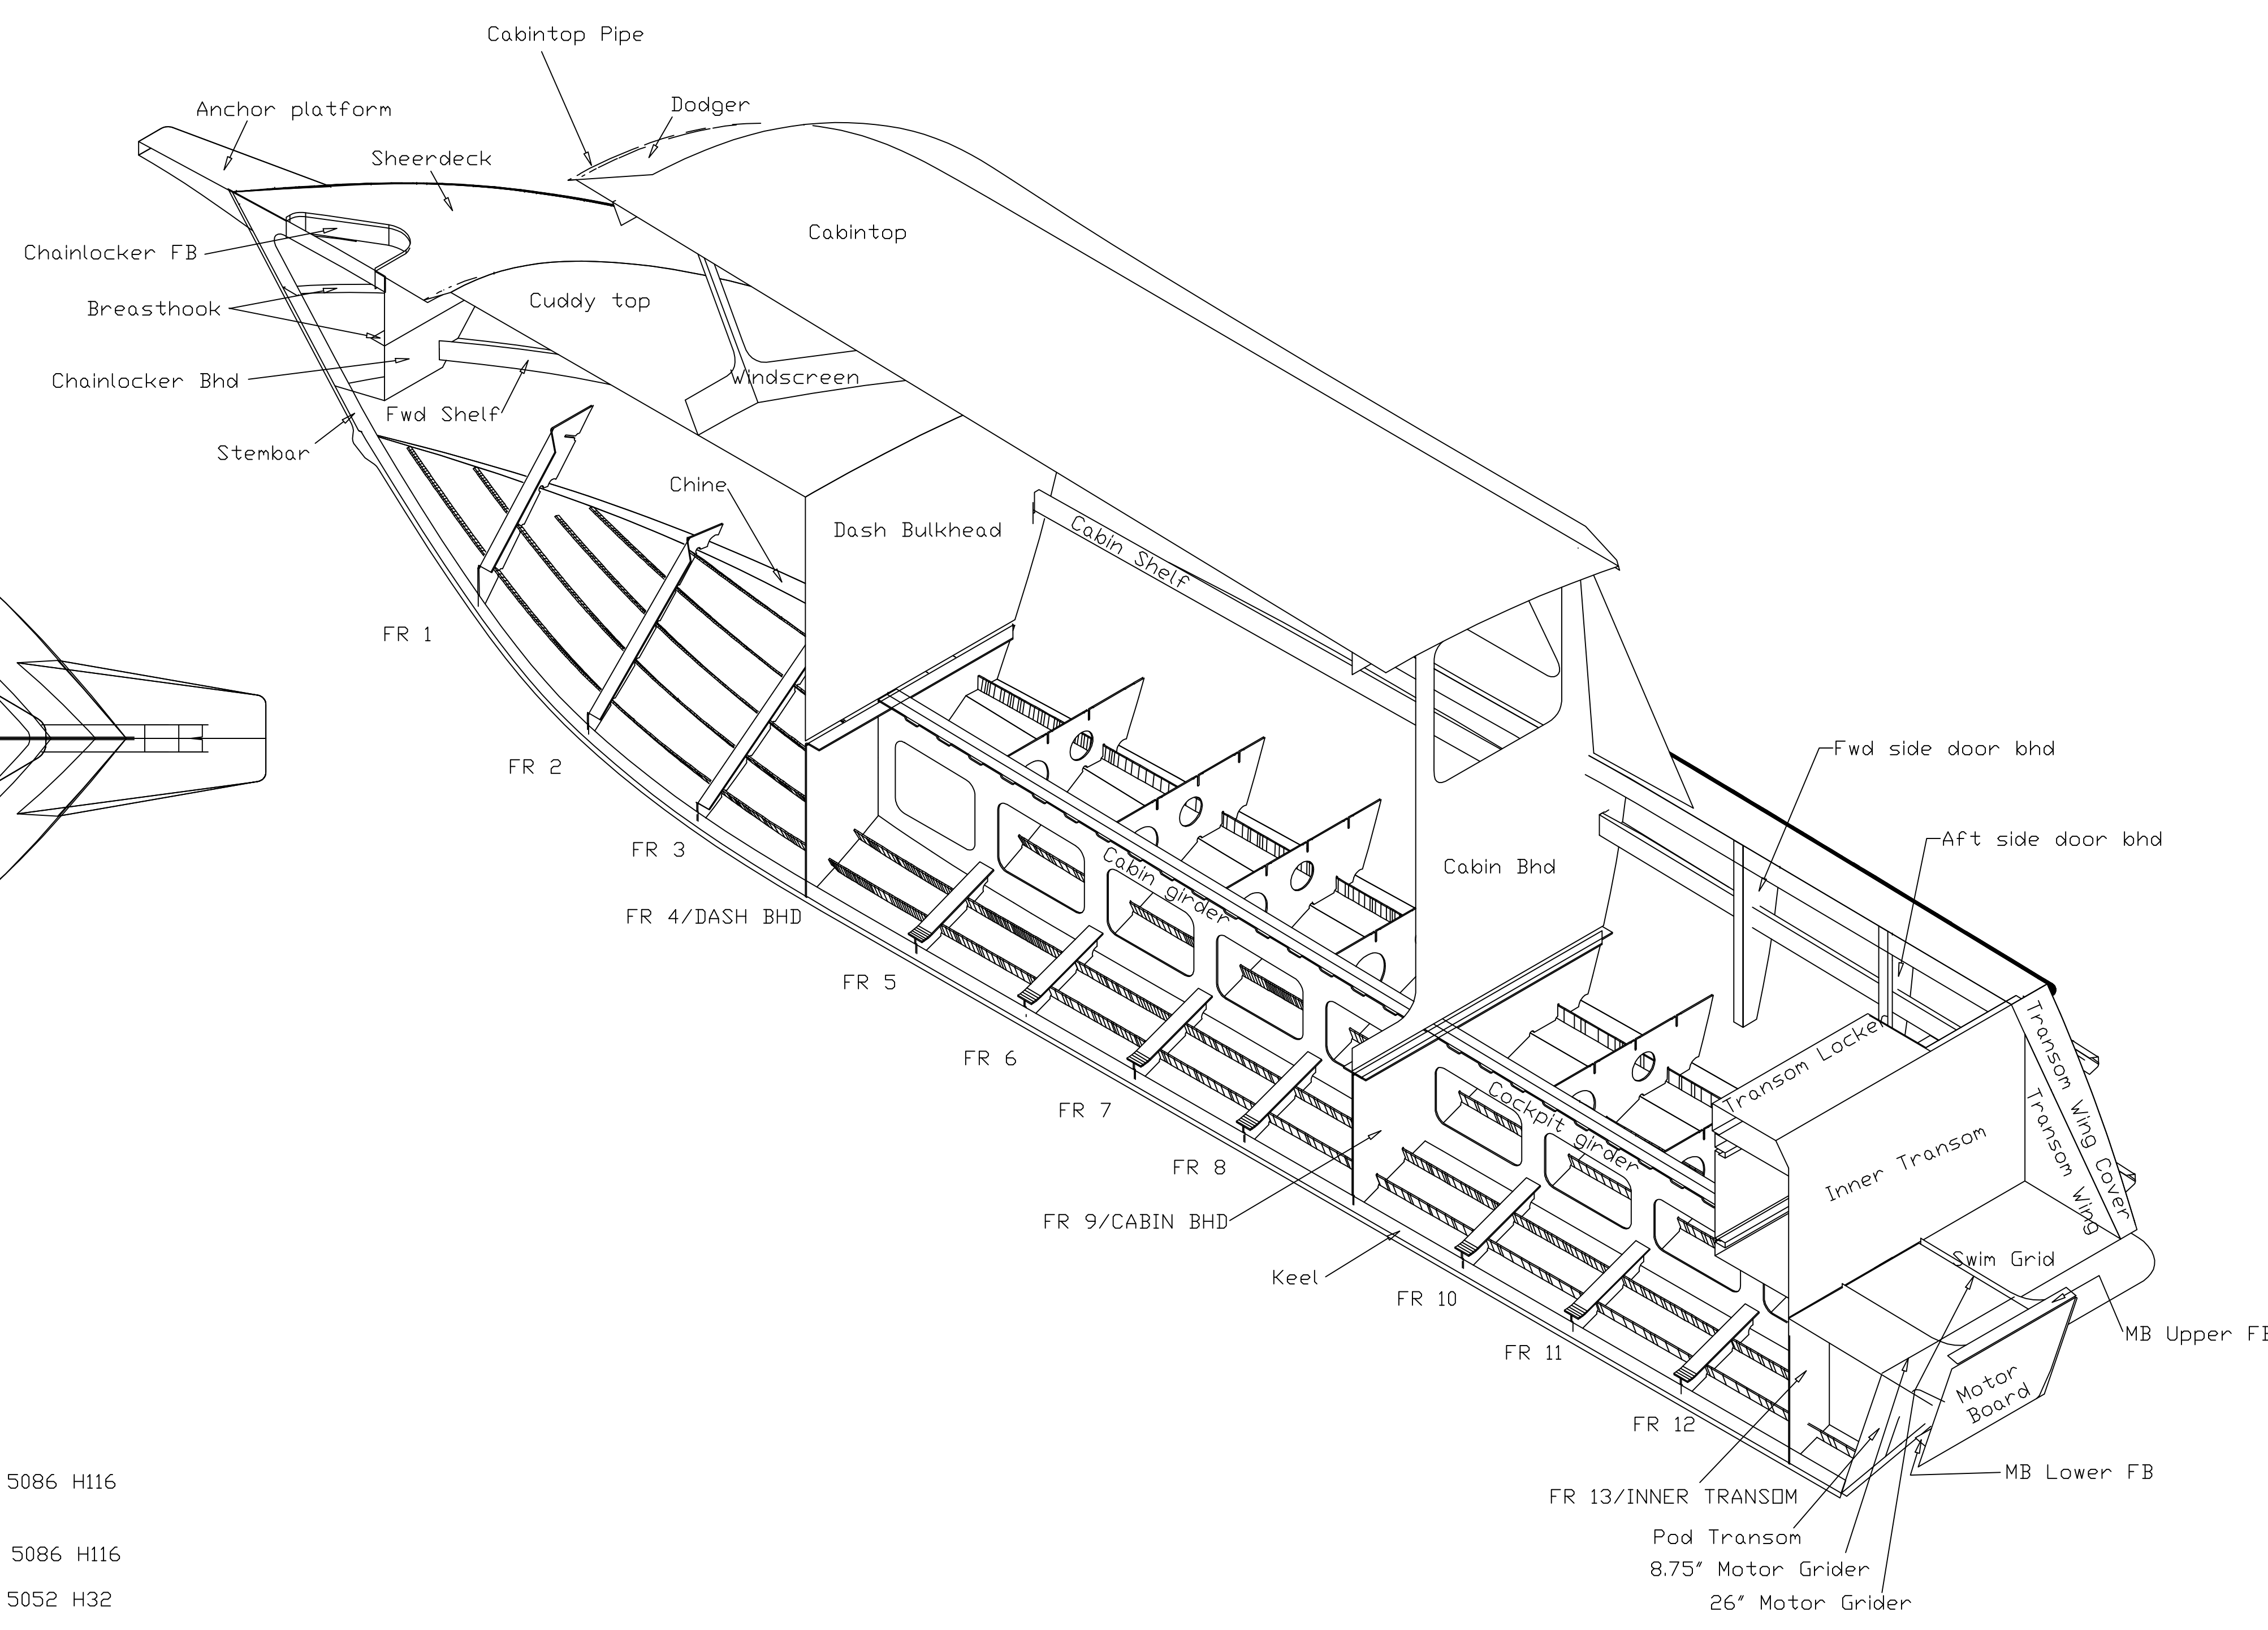 Cabintop Pipe
Anchor platform
Dodger
Sheerdeck
Cabintop
Chainlocker FB
Cuddy top
Breasthook
Windscreen
Chainlocker Bhd
Fwd Shelf
Stembar
Chine
Dash Bulkhead
Cabin Shelf
FR 1
Fwd side door bhd
FR 2
Aft side door bhd
FR 3
Cabin girder
Cabin Bhd
FR 4/DASH BHD
FR 5
FR 6
Transom Locker
Transom Wing Cover
Transom Wing
FR 7
Cockpit girder
FR 8
Inner Transom
FR 9/CABIN BHD
Swim Grid
Keel
FR 10
MB Upper FB
FR 11
Motor
Board
FR 12
MB Lower FB
5086 H116
FR 13/INNER TRANSOM
Pod Transom
5086 H116
8.75" Motor Grider
5052 H32
26" Motor Grider